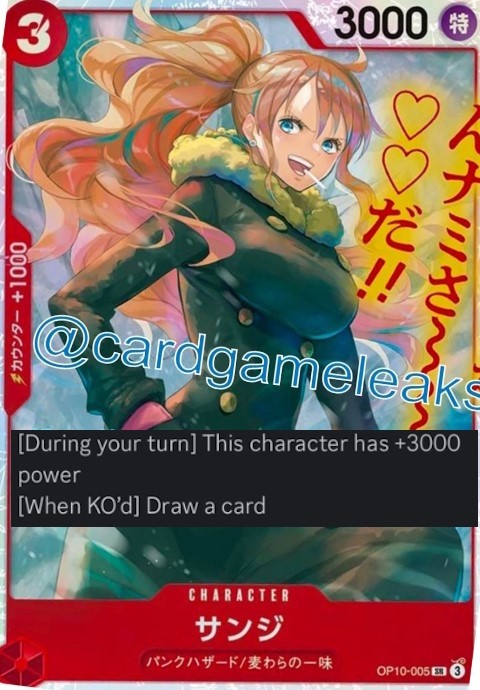 3
3000 特
んナミさ〜〜〜
♡♡だ!!
カウンター +1000
@cardgameleaks
[During your turn] This character has +3000
power
[When KO'd] Draw a card
CHARACTER
サンジ
パンクハザード/麦わらの一味
OP10-005 SR 3